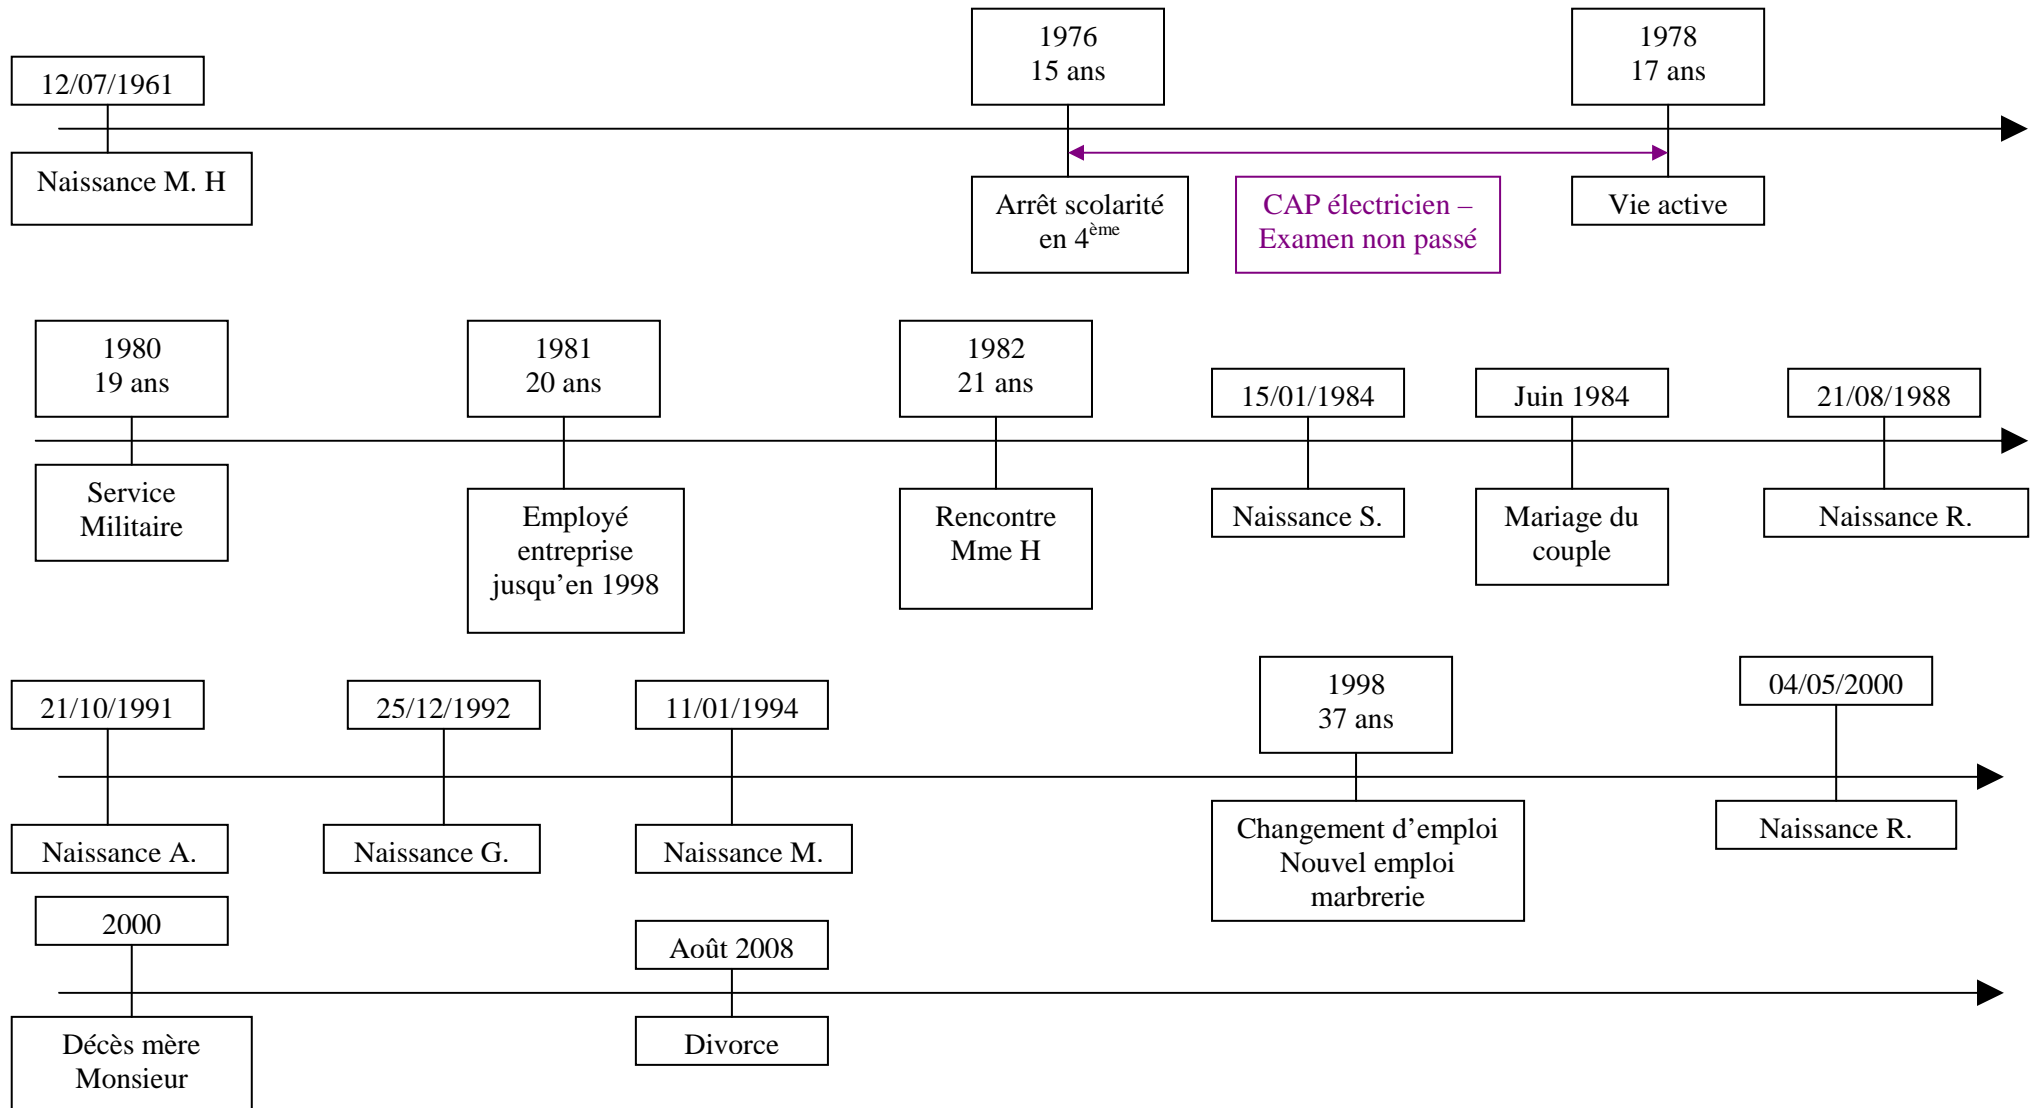 12/07/1961
1976
15 ans
1978
17 ans
Naissance M. H
Arrêt scolarité
en 4ème
CAP électricien –
Examen non passé
Vie active
1980
19 ans
1981
20 ans
1982
21 ans
15/01/1984
Juin 1984
21/08/1988
Service
Militaire
Employé
entreprise
jusqu’en 1998
Rencontre
Mme H
Naissance S.
Mariage du
couple
Naissance R.
21/10/1991
25/12/1992
11/01/1994
1998
37 ans
04/05/2000
Naissance A.
Naissance G.
Naissance M.
Changement d’emploi
Nouvel emploi
marbrerie
Naissance R.
2000
Août 2008
Décès mère
Monsieur
Divorce